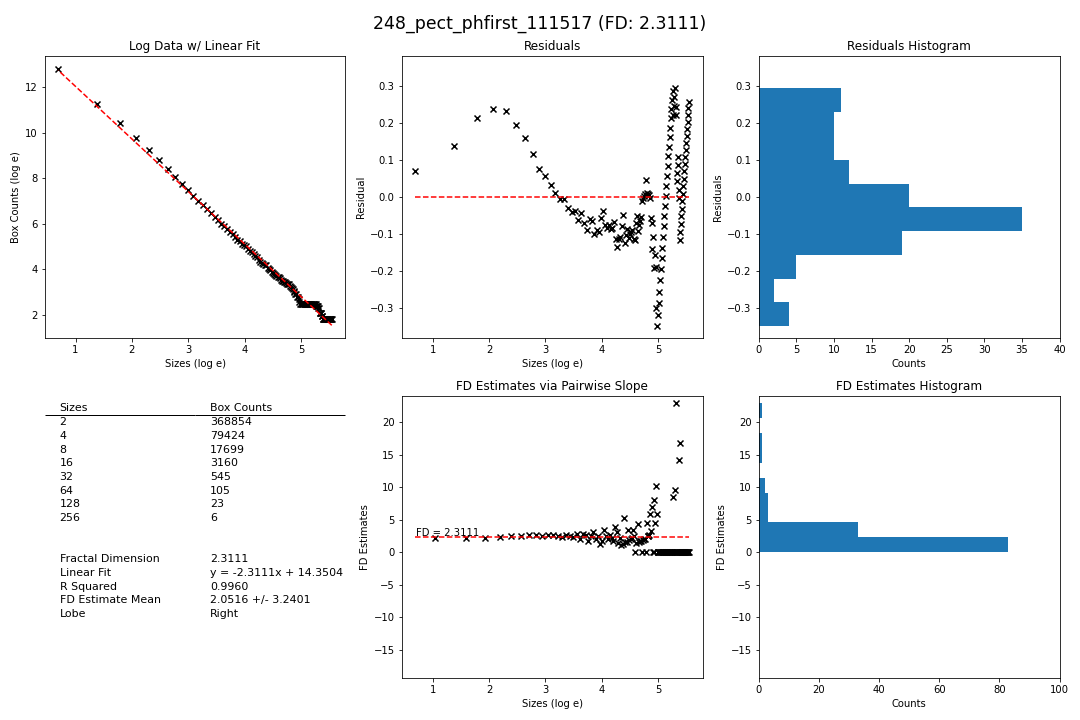 248_pect_phfirst_111517 (FD: 2.3111)
Log Data w/ Linear Fit
Box Counts (log e)
12
10
8
6
4
2
1 2 3 4 5
Sizes (log e)
Residuals
Residual
0.3
0.2
0.1
0.0
−0.1
−0.2
−0.3
1 2 3 4 5
Sizes (log e)
Residuals Histogram
Residuals
0.3
0.2
0.1
0.0
−0.1
−0.2
−0.3
0 5 10 15 20 25 30 35 40
Counts
Sizes Box Counts
2 368854
4 79424
8 17699
16 3160
32 545
64 105
128 23
256 6
Fractal Dimension 2.3111
Linear Fit y = -2.3111x + 14.3504
R Squared 0.9960
FD Estimate Mean 2.0516 +/- 3.2401
Lobe Right
FD Estimates via Pairwise Slope
FD Estimates
20
15
10
5
0
−5
−10
−15
FD = 2.3111
1 2 3 4 5
Sizes (log e)
FD Estimates Histogram
FD Estimates
20
15
10
5
0
−5
−10
−15
0 20 40 60 80 100
Counts